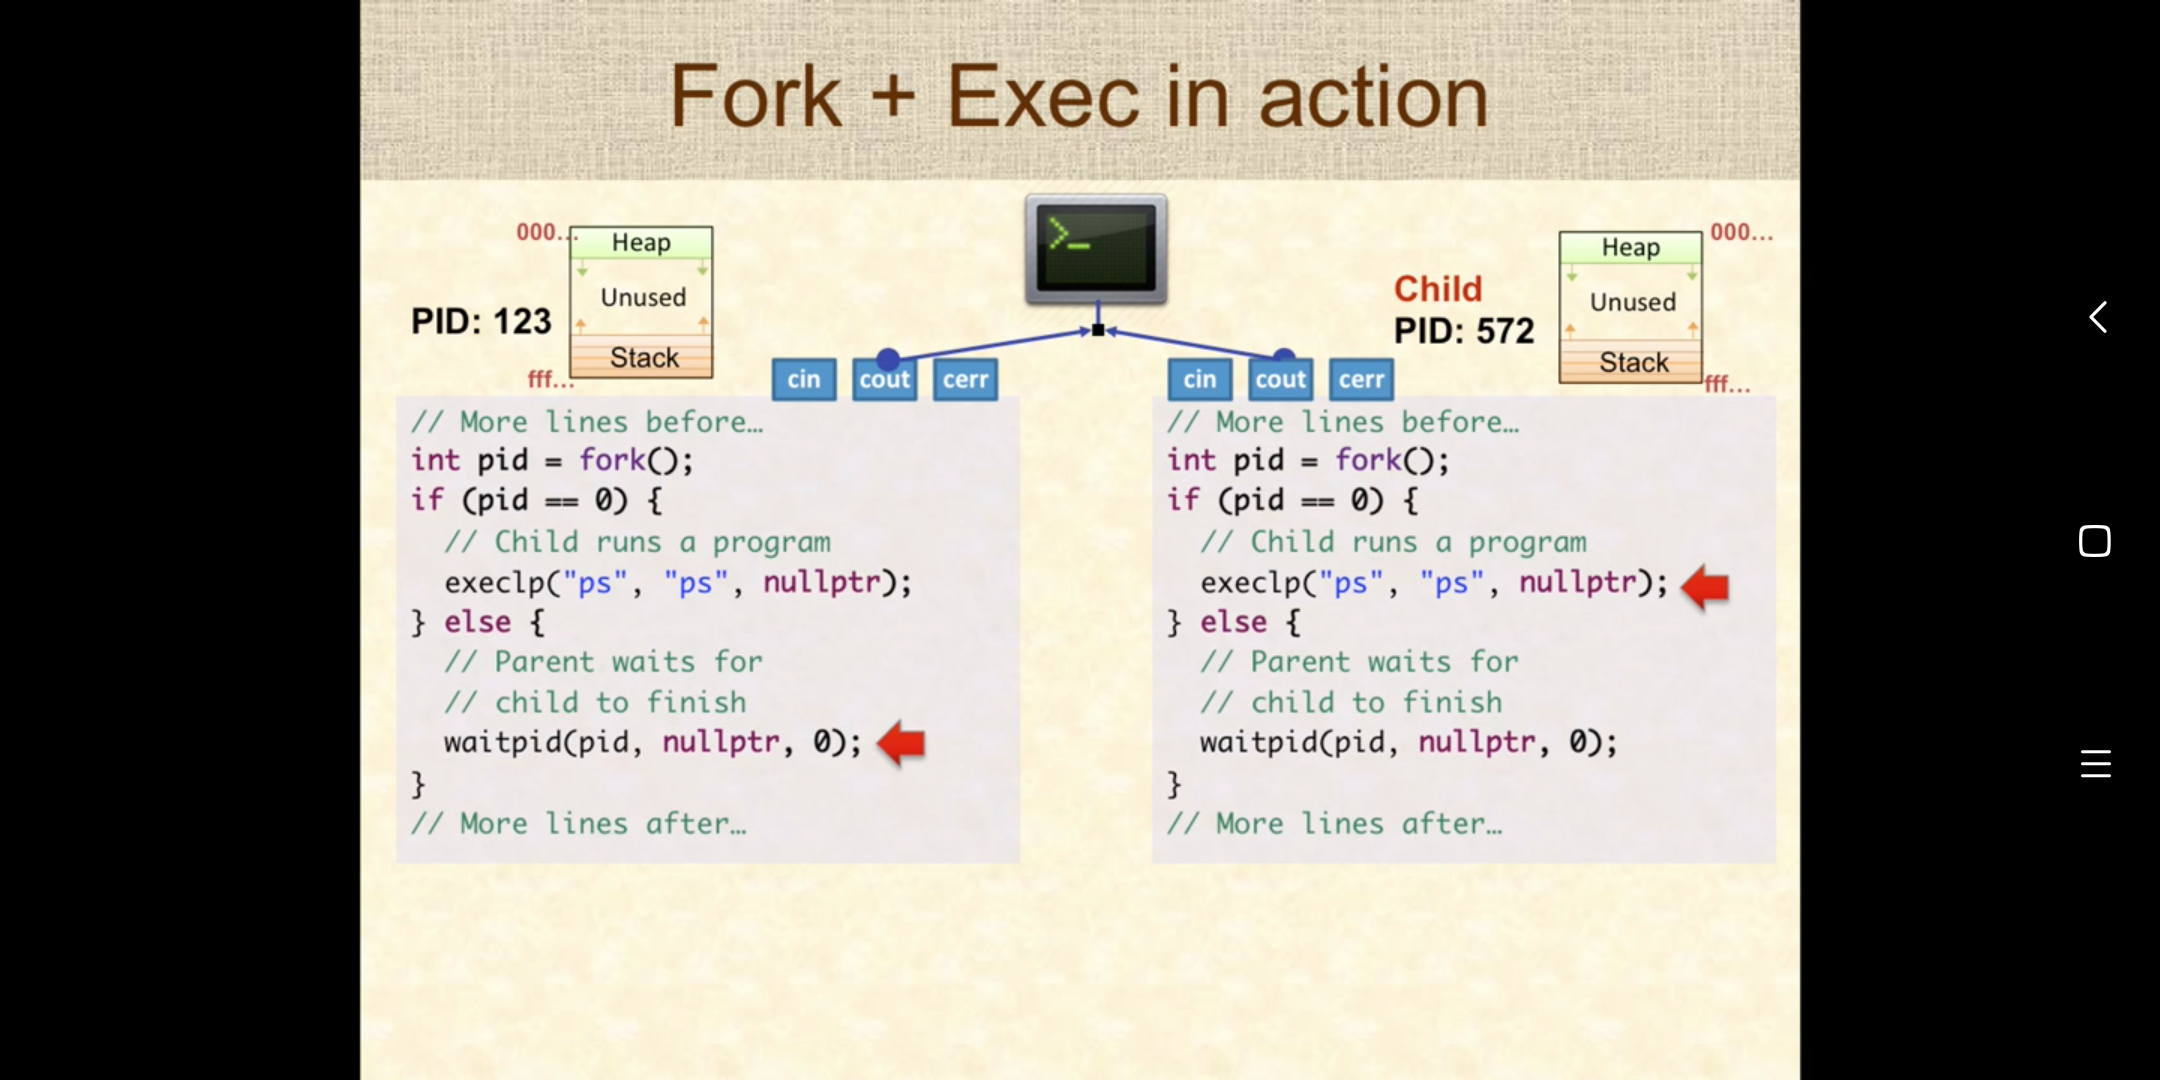 Fork + Exec in action
000...
Heap
Unused
Stack
fff...
PID: 123
>_
Child
PID: 572
Heap
Unused
Stack
000...
fff...
cin cout cerr
// More lines before…
int pid = fork();
if (pid == 0) {
  // Child runs a program
  execlp("ps", "ps", nullptr);
} else {
  // Parent waits for
  // child to finish
  waitpid(pid, nullptr, 0);
}
// More lines after…
cin cout cerr
// More lines before…
int pid = fork();
if (pid == 0) {
  // Child runs a program
  execlp("ps", "ps", nullptr);
} else {
  // Parent waits for
  // child to finish
  waitpid(pid, nullptr, 0);
}
// More lines after…